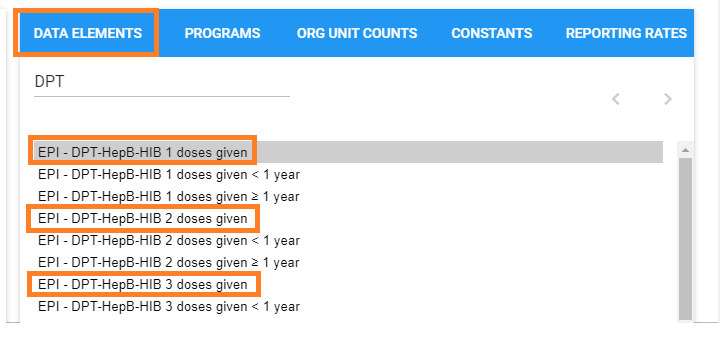 DATA ELEMENTS PROGRAMS ORG UNIT COUNTS CONSTANTS REPORTING RATES
DPT
EPI - DPT-HepB-HIB 1 doses given
EPI - DPT-HepB-HIB 1 doses given < 1 year
EPI - DPT-HepB-HIB 1 doses given ≥ 1 year
EPI - DPT-HepB-HIB 2 doses given
EPI - DPT-HepB-HIB 2 doses given < 1 year
EPI - DPT-HepB-HIB 2 doses given ≥ 1 year
EPI - DPT-HepB-HIB 3 doses given
EPI - DPT-HepB-HIB 3 doses given < 1 year